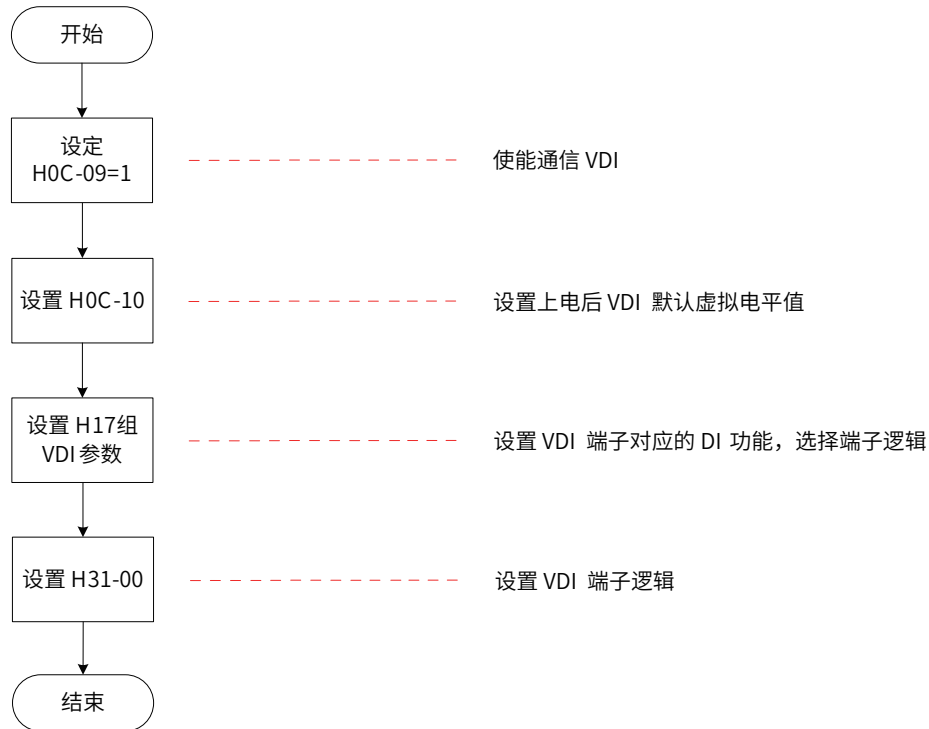 开始
设定
H0C-09=1
使能通信 VDI
设置 H0C-10
设置上电后 VDI 默认虚拟电平值
设置 H17组
VDI 参数
设置 VDI 端子对应的 DI 功能，选择端子逻辑
设置 H31-00
设置 VDI 端子逻辑
结束